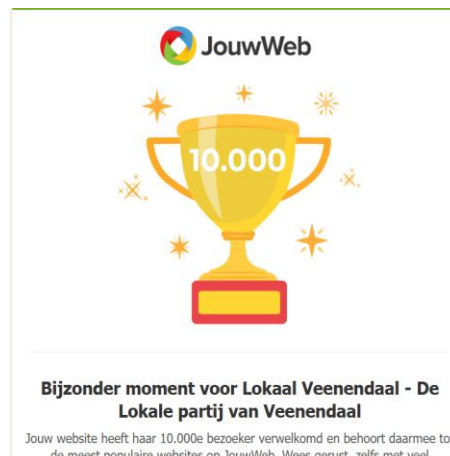 JouwWeb
10.000
Bijzonder moment voor Lokaal Veenendaal - De
Lokale partij van Veenendaal
Jouw website heeft haar 10.000e bezoeker verwelkomd en behoort daarmee to
de meest populaire websites op JouwWeb. Wees gerust, zelfs met veel